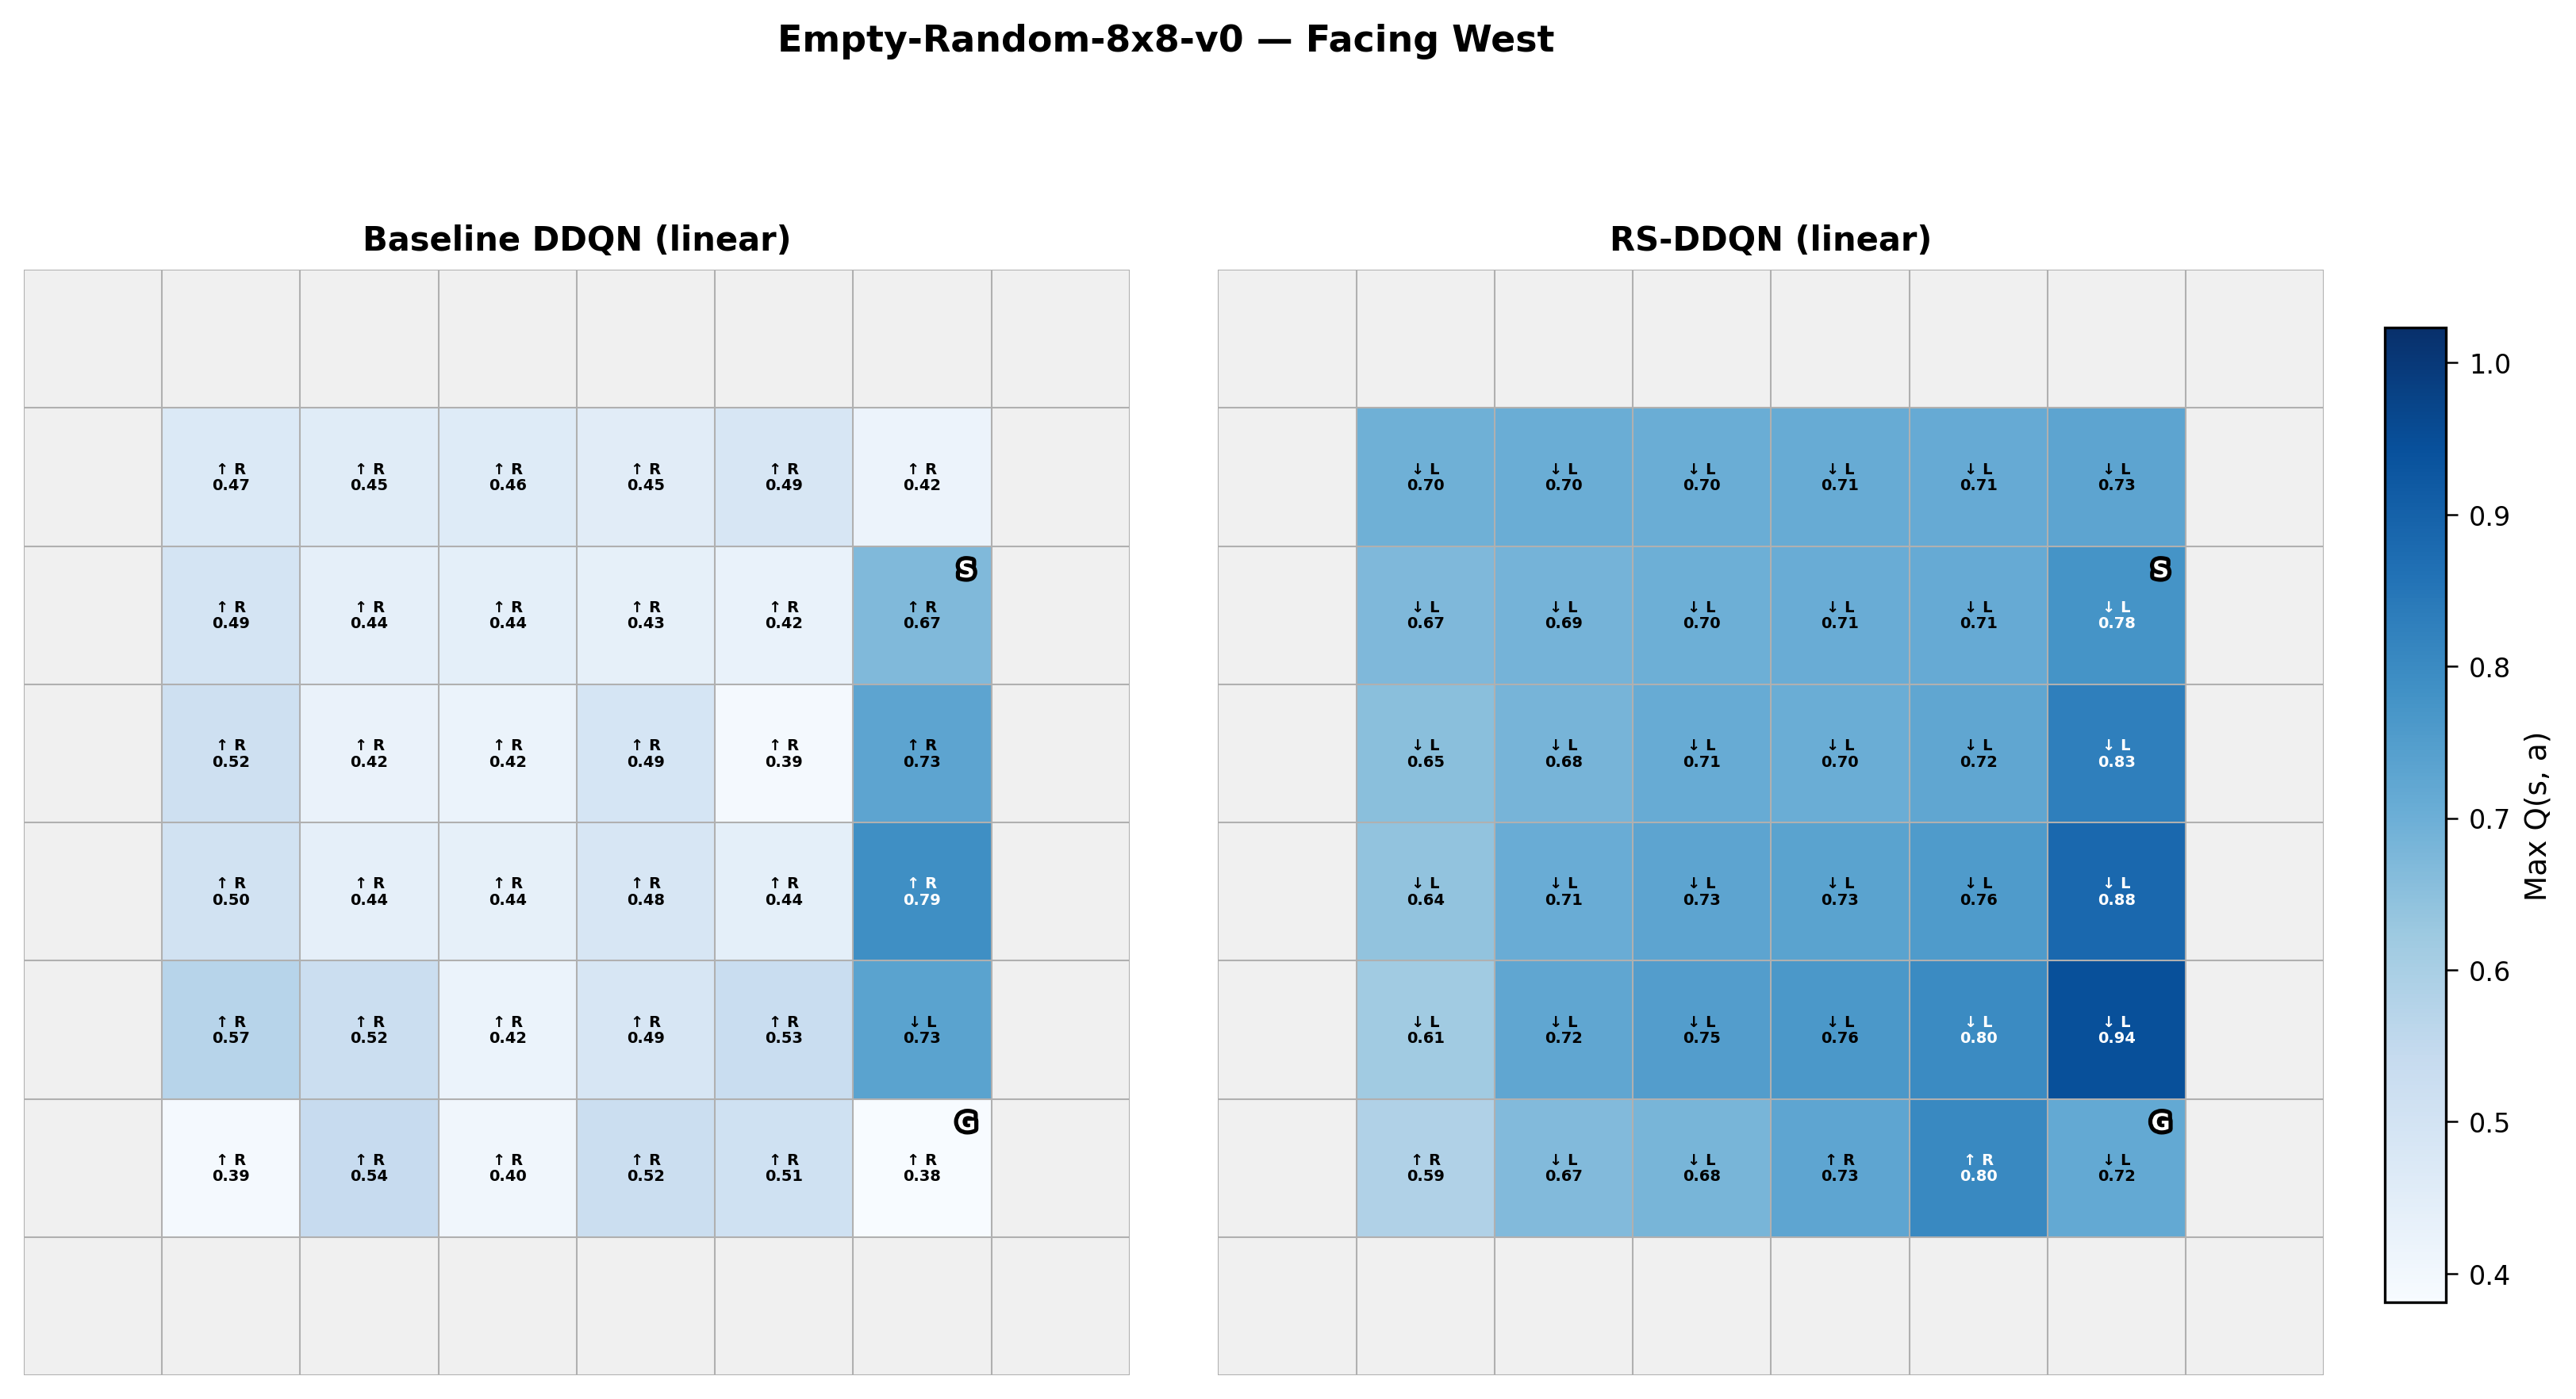 Empty-Random-8x8-v0 — Facing West
Baseline DDQN (linear)
↑ R ↑ R ↑ R ↑ R ↑ R ↑ R
0.47 0.45 0.46 0.45 0.49 0.42
S
↑ R ↑ R ↑ R ↑ R ↑ R ↑ R
0.49 0.44 0.44 0.43 0.42 0.67
↑ R ↑ R ↑ R ↑ R ↑ R ↑ R
0.52 0.42 0.42 0.49 0.39 0.73
↑ R ↑ R ↑ R ↑ R ↑ R ↑ R
0.50 0.44 0.44 0.48 0.44 0.79
↑ R ↑ R ↑ R ↑ R ↑ R ↓ L
0.57 0.52 0.42 0.49 0.53 0.73
G
↑ R ↑ R ↑ R ↑ R ↑ R ↑ R
0.39 0.54 0.40 0.52 0.51 0.38
RS-DDQN (linear)
↓ L ↓ L ↓ L ↓ L ↓ L ↓ L
0.70 0.70 0.70 0.71 0.71 0.73
S
↓ L ↓ L ↓ L ↓ L ↓ L ↓ L
0.67 0.69 0.70 0.71 0.71 0.78
↓ L ↓ L ↓ L ↓ L ↓ L ↓ L
0.65 0.68 0.71 0.70 0.72 0.83
↓ L ↓ L ↓ L ↓ L ↓ L ↓ L
0.64 0.71 0.73 0.73 0.76 0.88
↓ L ↓ L ↓ L ↓ L ↓ L ↓ L
0.61 0.72 0.75 0.76 0.80 0.94
G
↑ R ↓ L ↓ L ↑ R ↑ R ↓ L
0.59 0.67 0.68 0.73 0.80 0.72
1.0
0.9
0.8
0.7
0.6
0.5
0.4
Max Q(s, a)